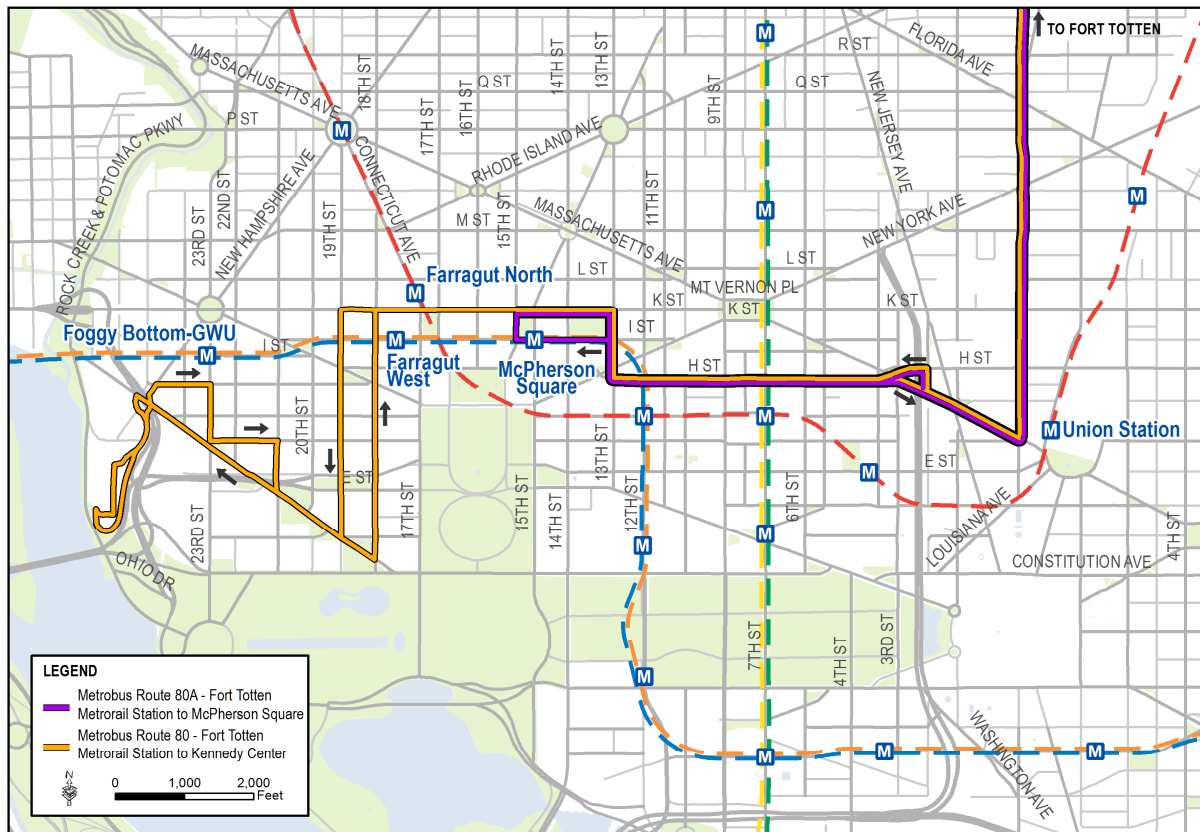 TO FORT TOTTEN
R ST
FLORIDA AVE
MASSACHUSETTS AVE
18TH ST
Q ST
14TH ST
13TH ST
9TH ST
Q ST
NEW JERSEY AVE
P ST
M
M
CONNECTICUT AVE
17TH ST
16TH ST
RHODE ISLAND AVE
ROCK CREEK & POTOMAC PKWY
22ND ST
NEW HAMPSHIRE AVE
23RD ST
19TH ST
M ST
15TH ST
MASSACHUSETTS AVE
11TH ST
M
NEW YORK AVE
M
L ST
L ST
Farragut North
M
MT VERNON PL
K ST
K ST
K ST
Foggy Bottom-GWU
M
I ST
I ST
M
Farragut
West
M
McPherson
Square
H ST
H ST
20TH ST
M
M
M
Union Station
E ST
17TH ST
15TH ST
14TH ST
13TH ST
12TH ST
6TH ST
M
E ST
23RD ST
OHIO DR
M
M
LOUISIANA AVE
CONSTITUTION AVE
4TH ST
M
7TH ST
4TH ST
3RD ST
WASHINGTON AVE
M
M
M
LEGEND
Metrobus Route 80A - Fort Totten
Metrorail Station to McPherson Square
Metrobus Route 80 - Fort Totten
Metrorail Station to Kennedy Center
N
0 1,000 2,000
Feet